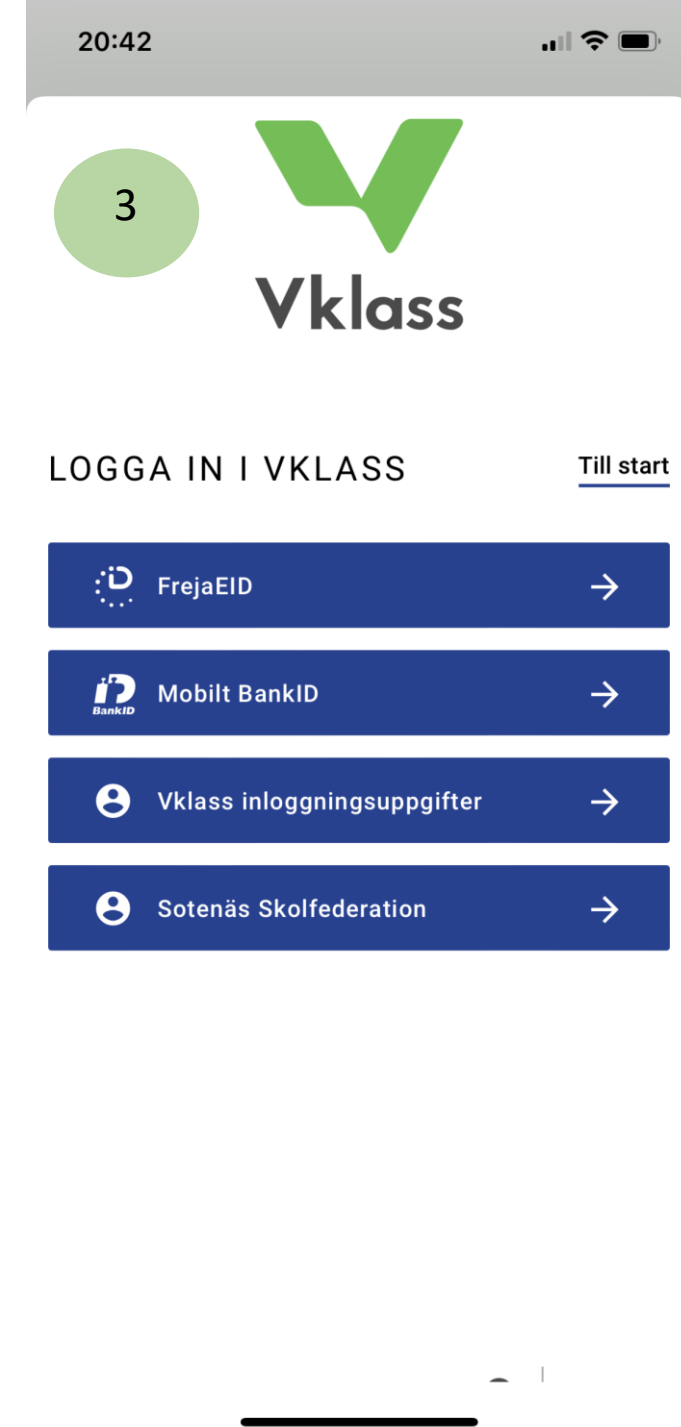 20:42
3
Vklass
LOGGA IN I VKLASS
Till start
FrejaEID
BankID
Mobilt BankID
Vklass inloggningsuppgifter
Sotenäs Skolfederation